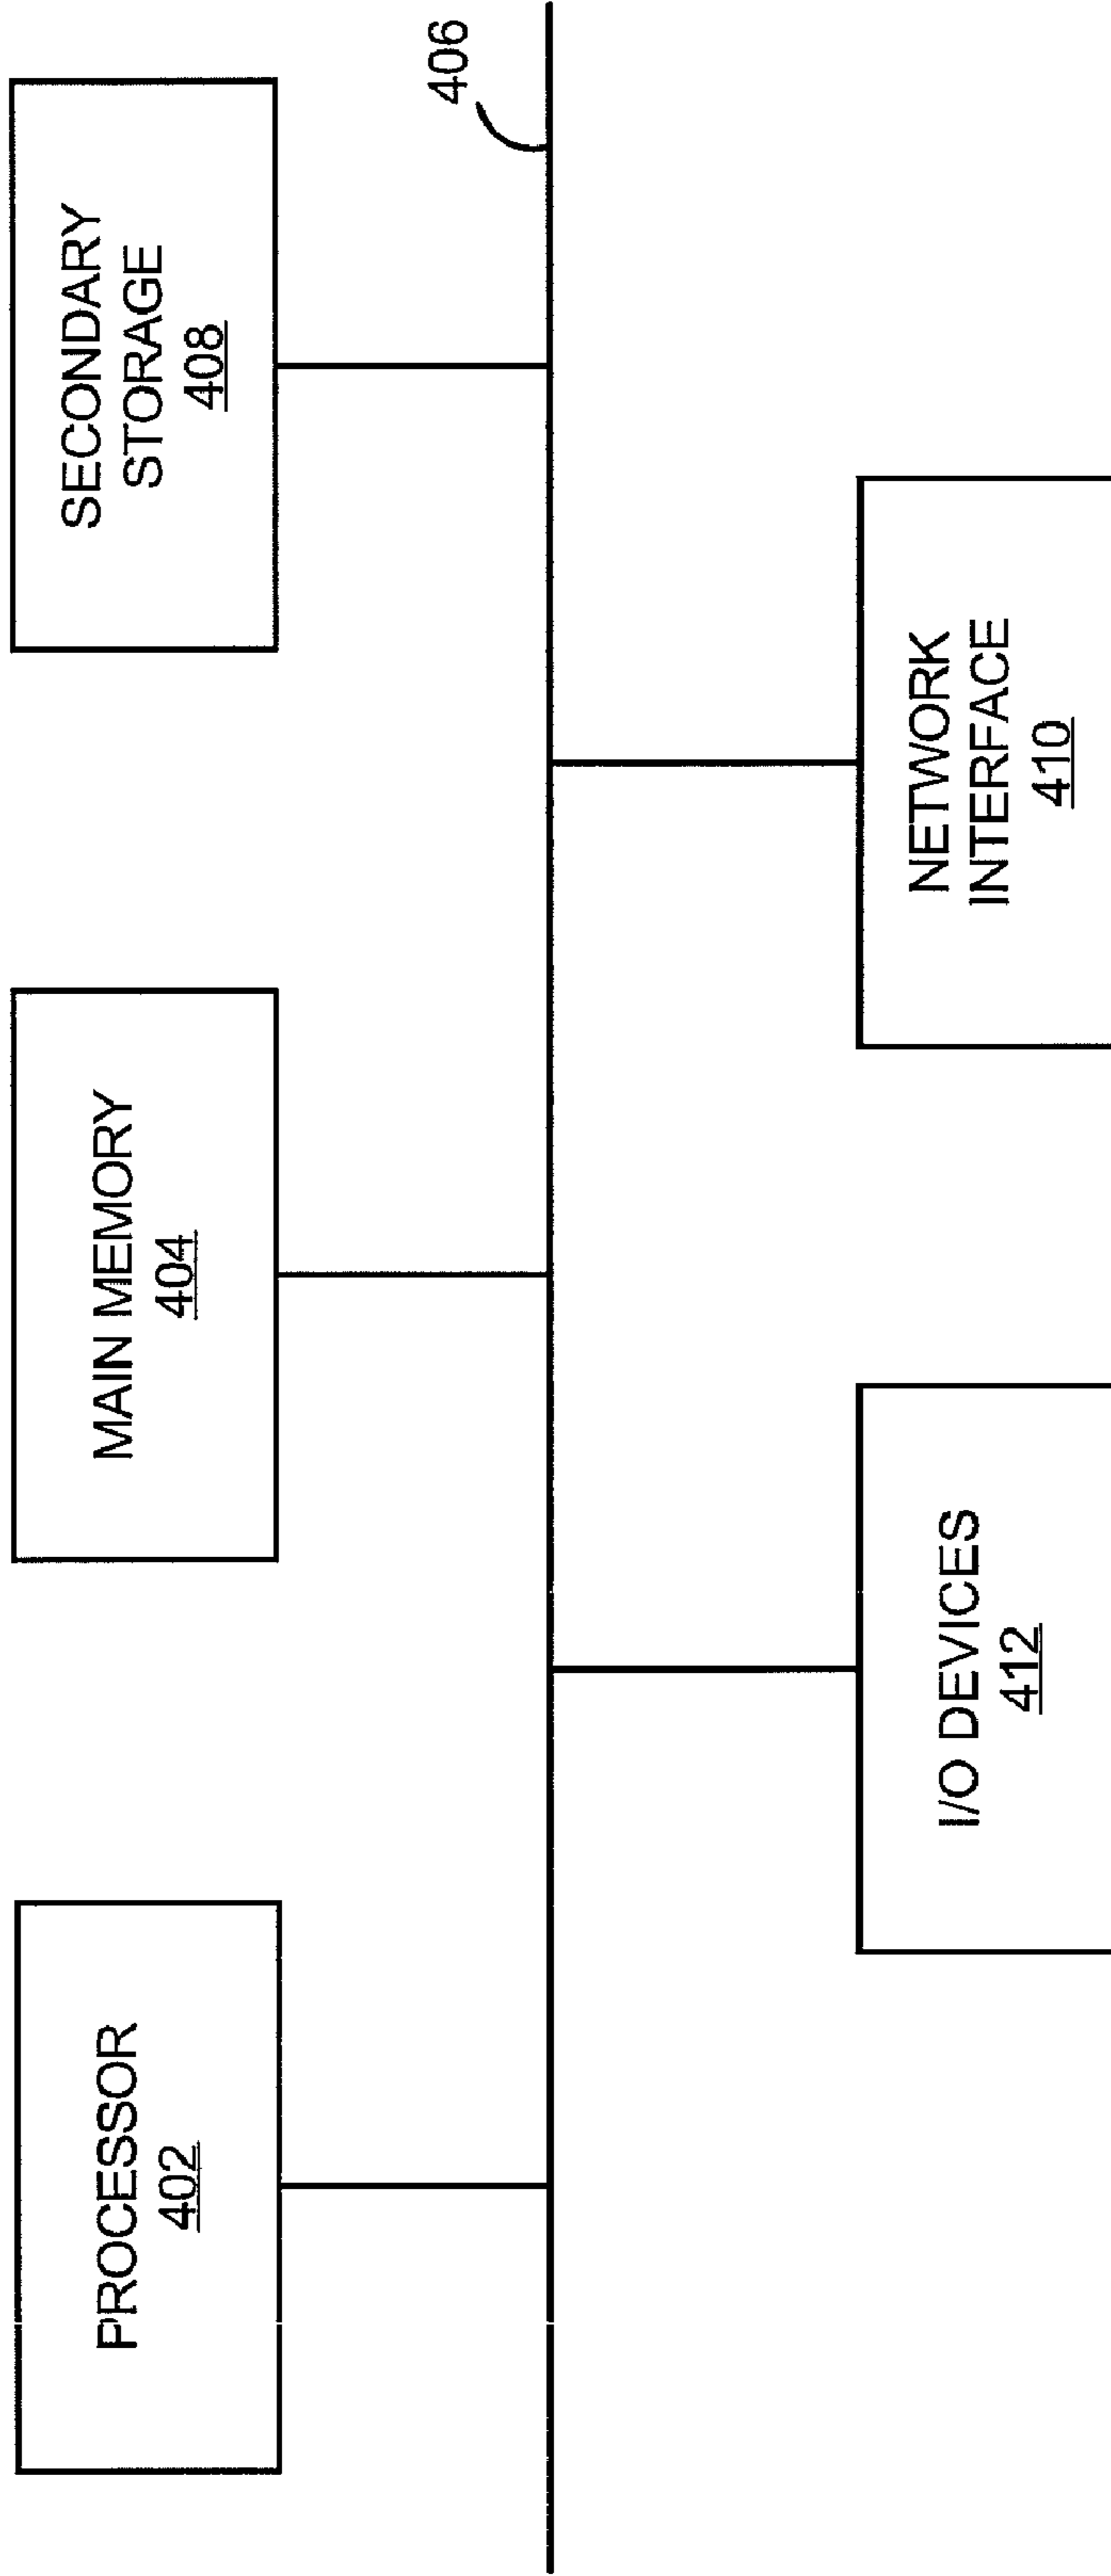 PROCESSOR
402
MAIN MEMORY
404
SECONDARY
STORAGE
408
406
I/O DEVICES
412
NETWORK
INTERFACE
410